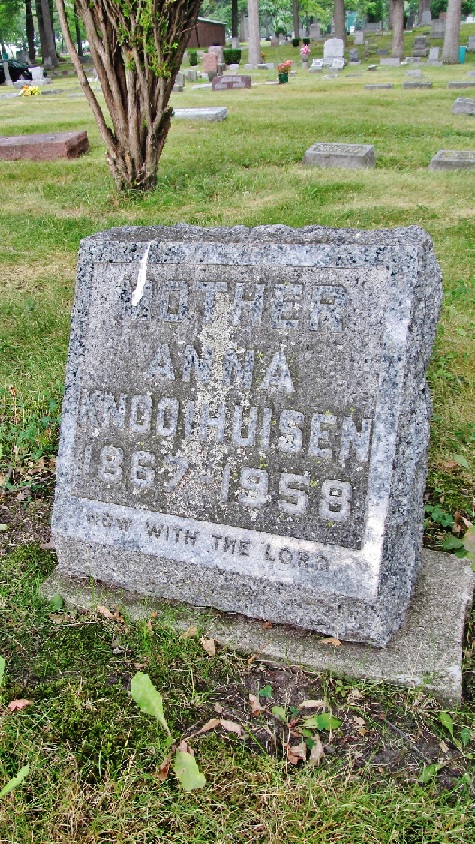 MOTHER
ANNA
KNOOIHUISEN
1867-1958
NOW WITH THE LORD